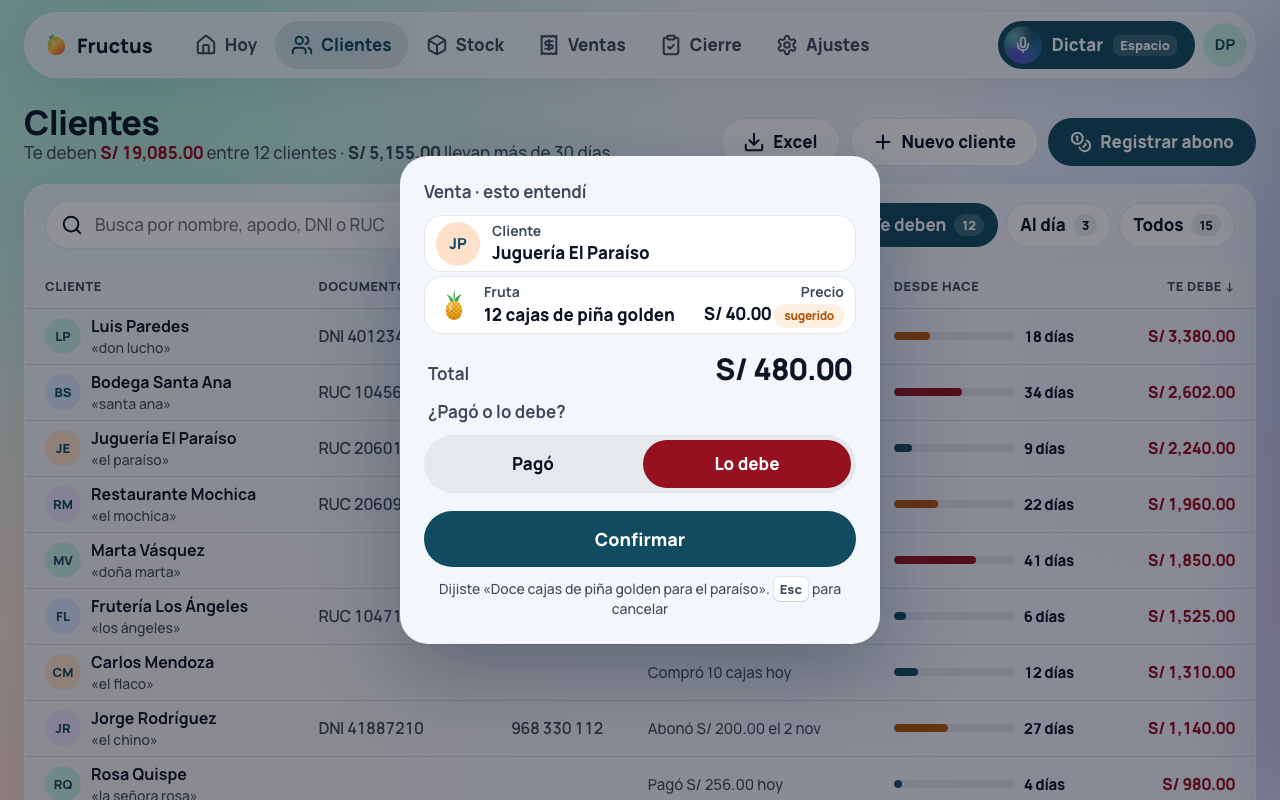 Fructus
Hoy
Clientes
Stock
Ventas
Cierre
Ajustes
Dictar Espacio
DP
Clientes
Te deben S/ 19,085.00 entre 12 clientes · S/ 5,155.00 llevan más de 30 días
Excel
Nuevo cliente
Registrar abono
Busca por nombre, apodo, DNI o RUC
Te deben 12
Al día 3
Todos 15
CLIENTE DESDE HACE TE DEBE ↓
LP Luis Paredes 18 días S/ 3,380.00
«don lucho»
BS Bodega Santa Ana 34 días S/ 2,602.00
«santa ana»
JE Juguería El Paraíso 9 días S/ 2,240.00
«el paraíso»
RM Restaurante Mochica 22 días S/ 1,960.00
«el mochica»
MV Marta Vásquez 41 días S/ 1,850.00
«doña marta»
FL Frutería Los Ángeles 6 días S/ 1,525.00
«los ángeles»
CM Carlos Mendoza Compró 10 cajas hoy 12 días S/ 1,310.00
«el flaco»
JR Jorge Rodríguez DNI 41887210 968 330 112 Abonó S/ 200.00 el 2 nov 27 días S/ 1,140.00
«el chino»
RQ Rosa Quispe Pagó S/ 256.00 hoy 4 días S/ 980.00
«la señora rosa»
Venta · esto entendí
JP Cliente
Juguería El Paraíso
Fruta Precio
12 cajas de piña golden S/ 40.00 sugerido
Total S/ 480.00
¿Pagó o lo debe?
Pagó Lo debe
Confirmar
Dijiste «Doce cajas de piña golden para el paraíso». Esc para
cancelar